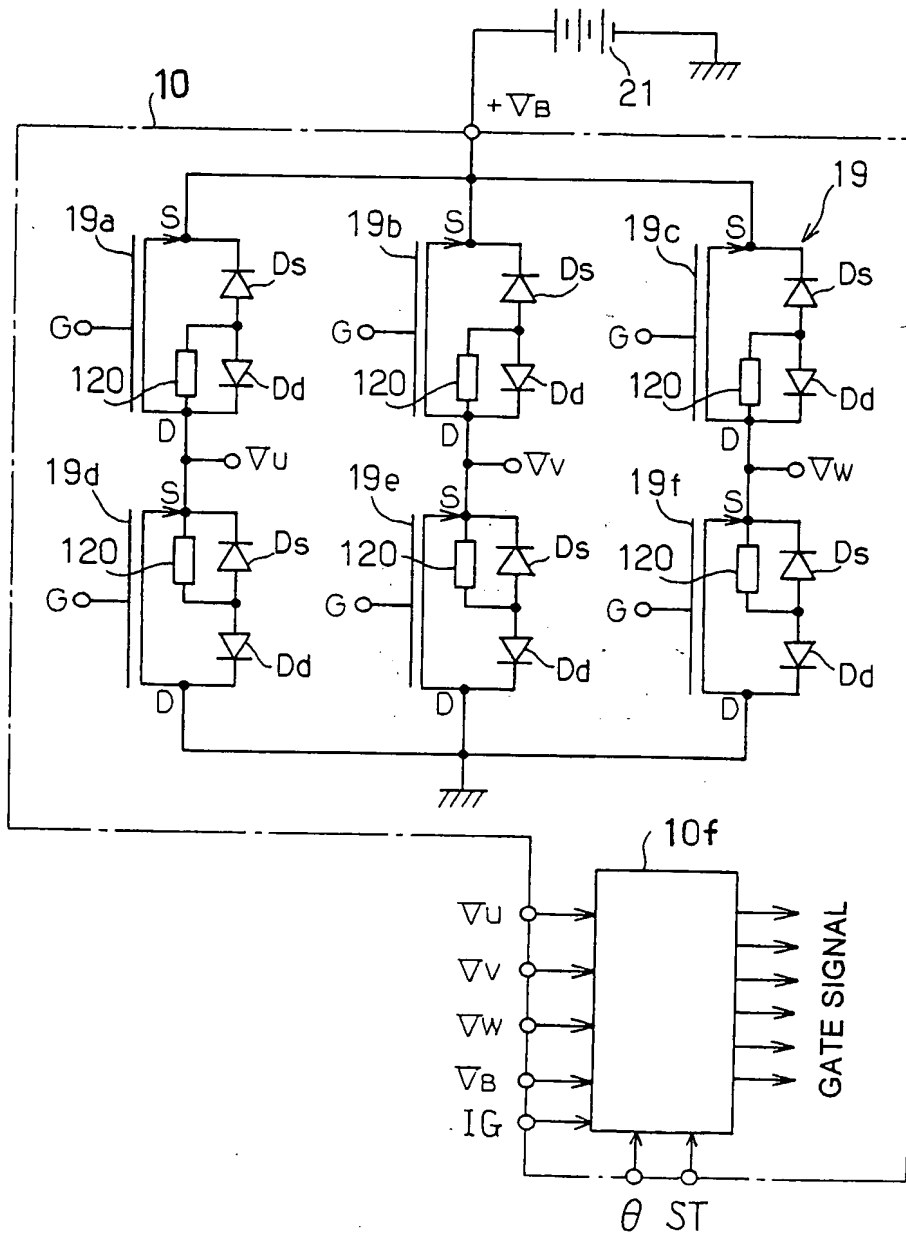 21
10
+VB
19
19a S
19b S
19c S
Ds
Ds
Ds
G
G
G
120
120
120
Dd
Dd
Dd
D
D
D
VU
VV
VW
19d S
19e S
19f S
120
120
120
Ds
Ds
Ds
G
G
G
Dd
Dd
Dd
D
D
D
10f
VU
VV
VW
VB
IG
GATE SIGNAL
θ ST